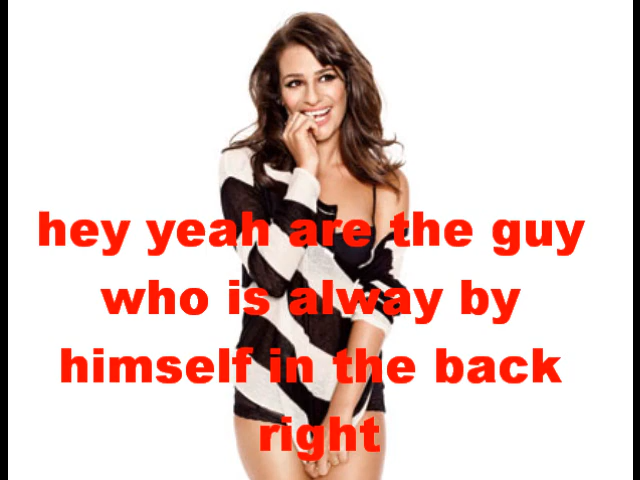 hey yeah are the guy
who is alway by
himself in the back
right